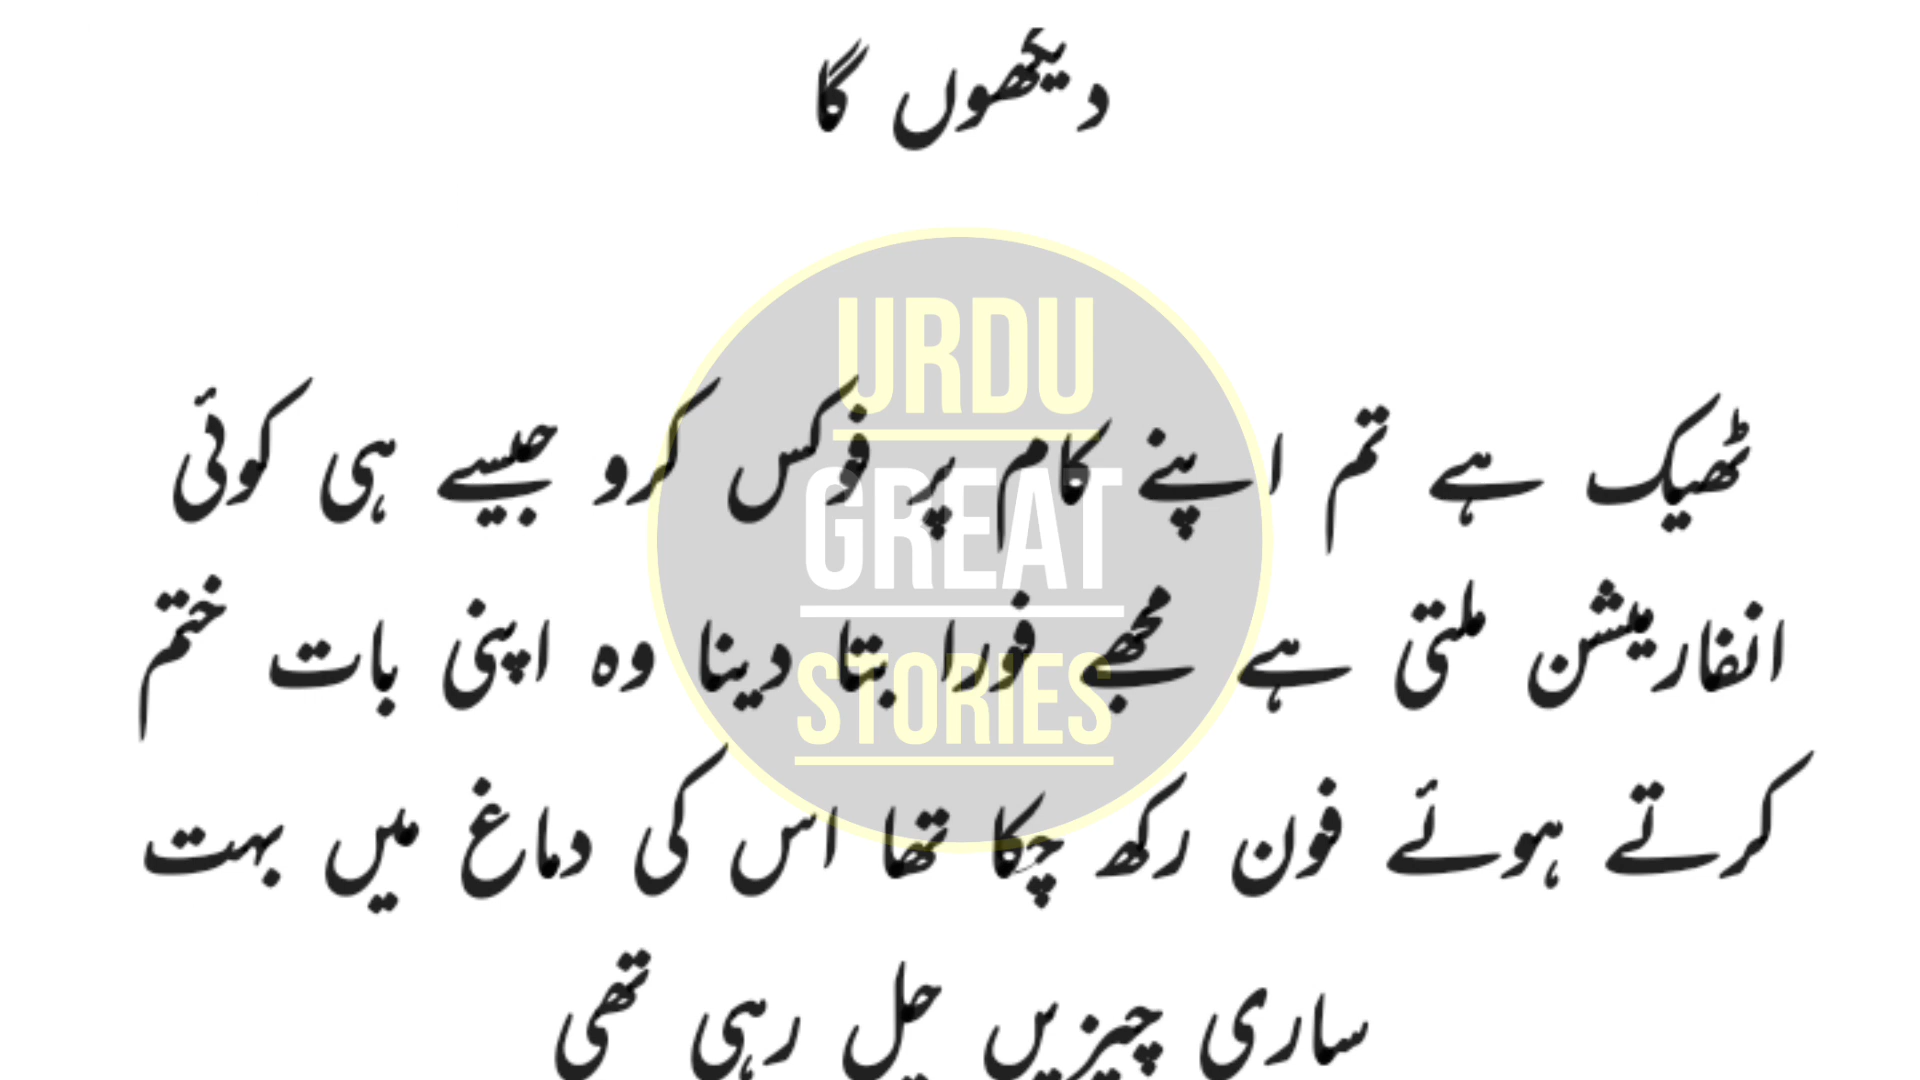 دیکھوں گا
ٹھیک ہے تم اپنے کام پر فوکس کرو جیسے ہی کوئی
انفارمیشن ملتی ہے مجھے فورا بتا دینا وہ اپنی بات ختم
کرتے ہوئے فون رکھ چکا تھا اس کی دماغ میں بہت
ساری چیزیں چل رہی تھی
URDU
GREAT
STORIES